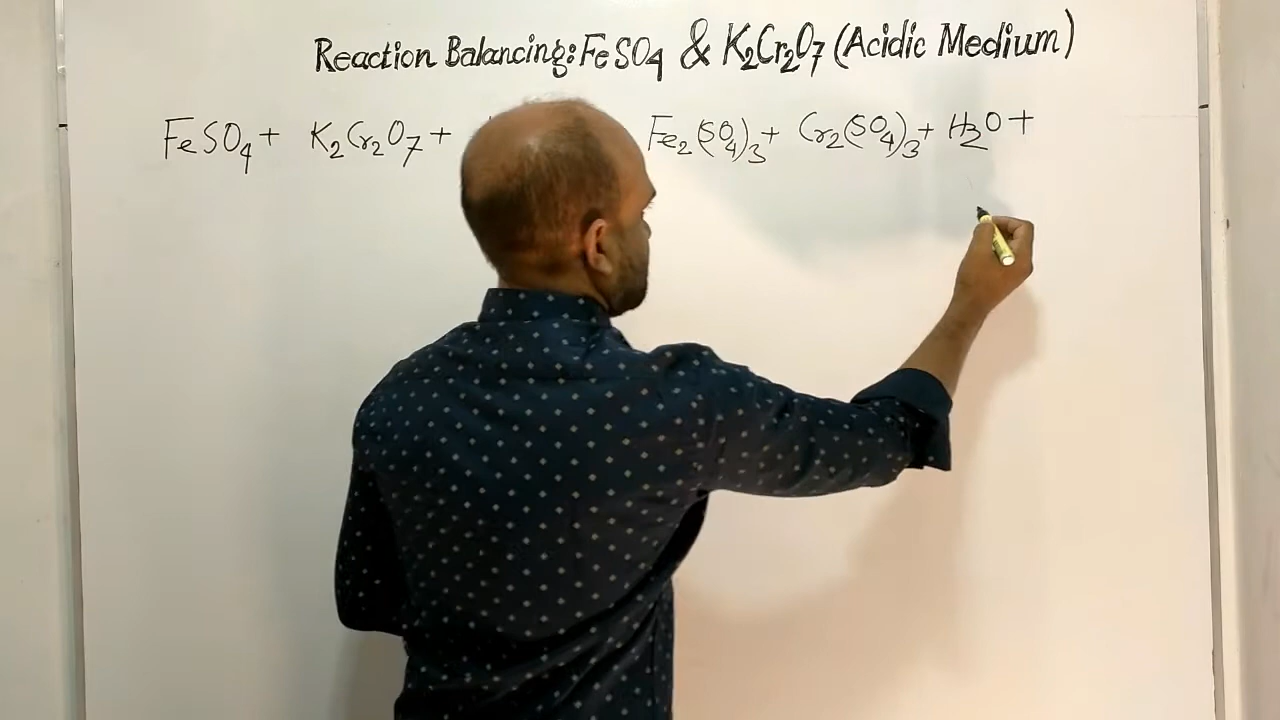 Reaction Balancing: FeSO4 & K2Cr2O7 (Acidic Medium)
FeSO4 + K2Cr2O7 + Fe2(SO4)3 + Cr2(SO4)3 + H2O +